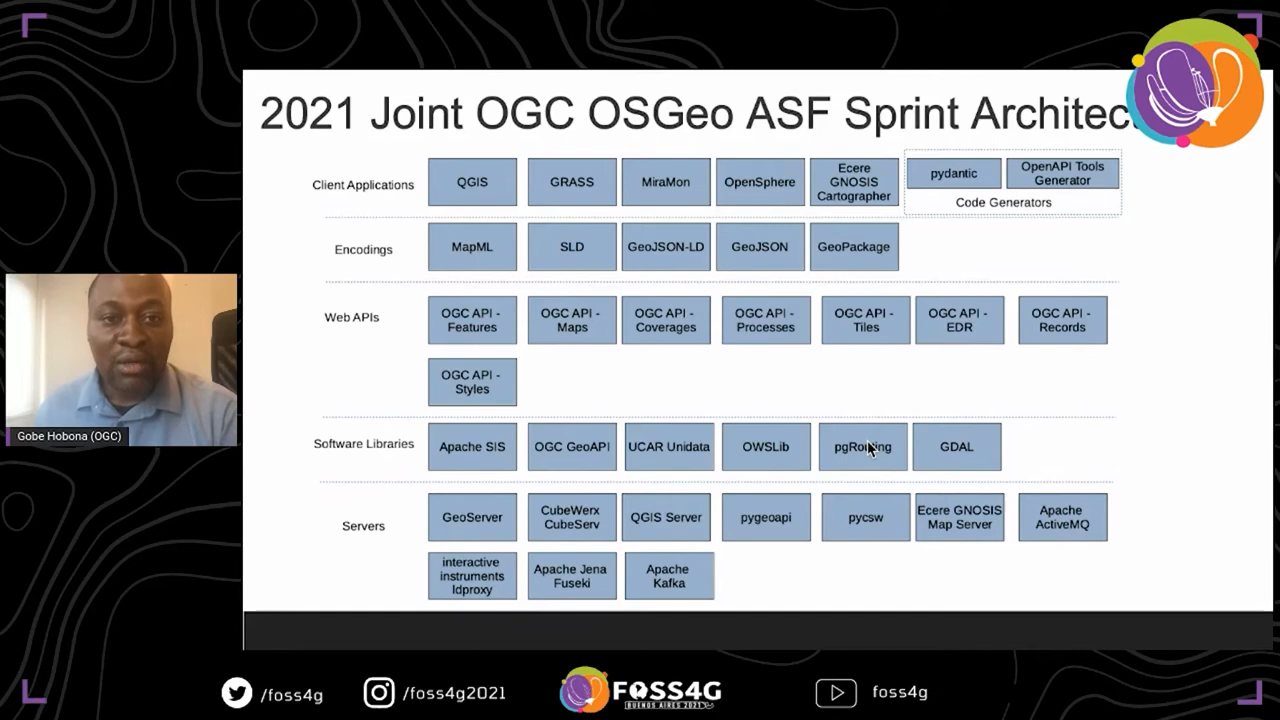 2021 Joint OGC OSGeo ASF Sprint Architec
Client Applications
QGIS
GRASS
MiraMon
OpenSphere
Ecere
GNOSIS
Cartographer
pydantic
OpenAPI Tools
Generator
Code Generators
Encodings
MapML
SLD
GeoJSON-LD
GeoJSON
GeoPackage
Web APIs
OGC API -
Features
OGC API -
Maps
OGC API -
Coverages
OGC API -
Processes
OGC API -
Tiles
OGC API -
EDR
OGC API -
Records
OGC API -
Styles
Software Libraries
Apache SIS
OGC GeoAPI
UCAR Unidata
OWSLib
pgRouting
GDAL
Servers
GeoServer
CubeWerx
CubeServ
QGIS Server
pygeoapi
pycsw
Ecere GNOSIS
Map Server
Apache
ActiveMQ
interactive
instruments
ldproxy
Apache Jena
Fuseki
Apache
Kafka
Gobe Hobona (OGC)
/foss4g
/foss4g2021
FOSS4G
BUENOS AIRES 2021
foss4g